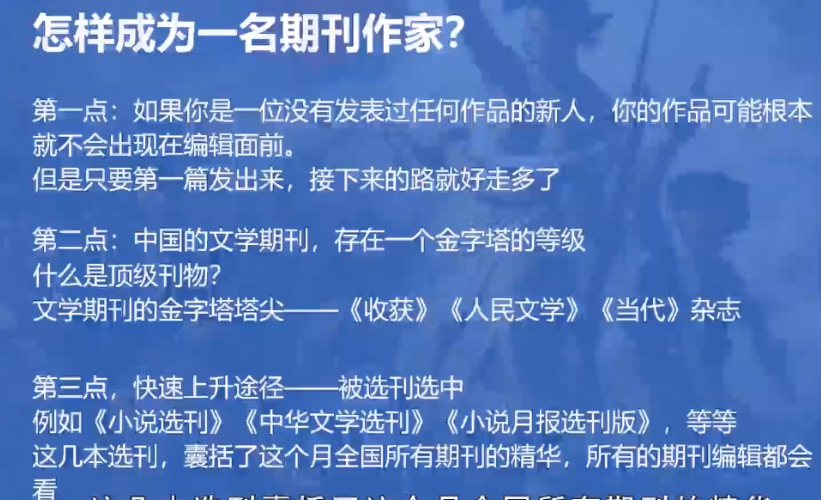 怎样成为一名期刊作家？
第一点：如果你是一位没有发表过任何作品的新人，你的作品可能根本
就不会出现在编辑面前。
但是只要第一篇发出来，接下来的路就好走多了
第二点：中国的文学期刊，存在一个金字塔的等级
什么是顶级刊物？
文学期刊的金字塔塔尖——《收获》《人民文学》《当代》杂志
第三点，快速上升途径——被选刊选中
例如《小说选刊》《中华文学选刊》《小说月报选刊版》，等等
这几本选刊，囊括了这个月全国所有期刊的精华，所有的期刊编辑都会
看
这几本选刊囊括了这个月全国所有期刊的精华